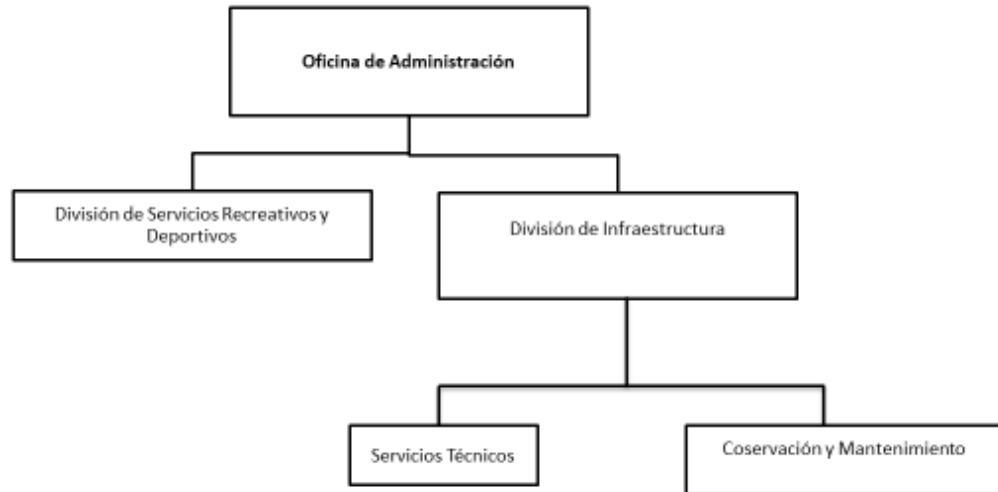 Oficina de Administración
División de Servicios Recreativos y
Deportivos
División de Infraestructura
Servicios Técnicos
Coservación y Mantenimiento